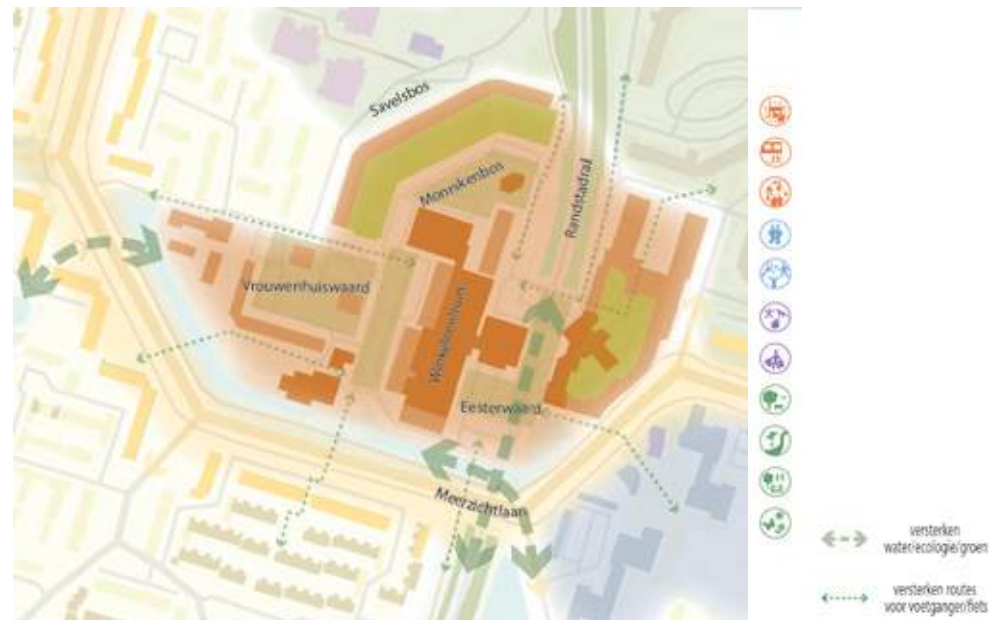 Savelsbos
Monnikenbos
Randstadrail
Vrouwenhuiswaard
Winkelcentrum
Eesterwaard
Meerzichtlaan
versterken
water/ecologie/groen
versterken routes
voor voetganger/fiets